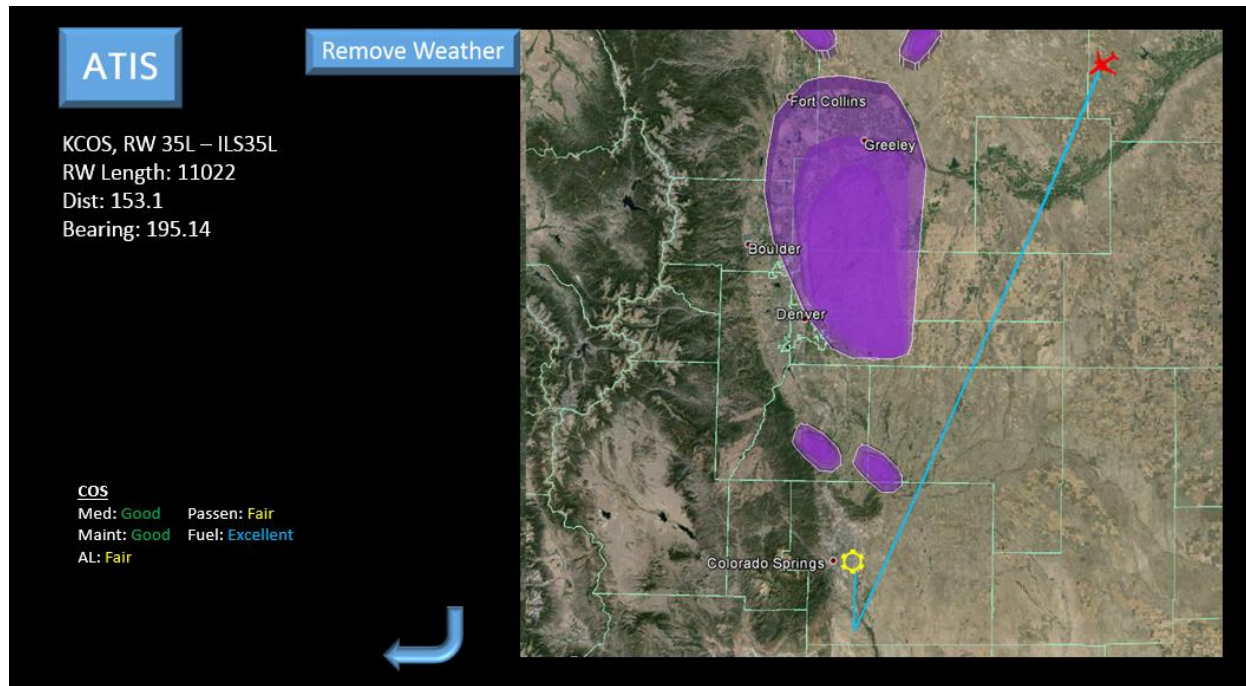 ATIS
Remove Weather
KCOS, RW 35L – ILS35L
RW Length: 11022
Dist: 153.1
Bearing: 195.14
COS
Med: Good Passen: Fair
Maint: Good Fuel: Excellent
AL: Fair
Fort Collins
Greeley
Boulder
Denver
Colorado Springs